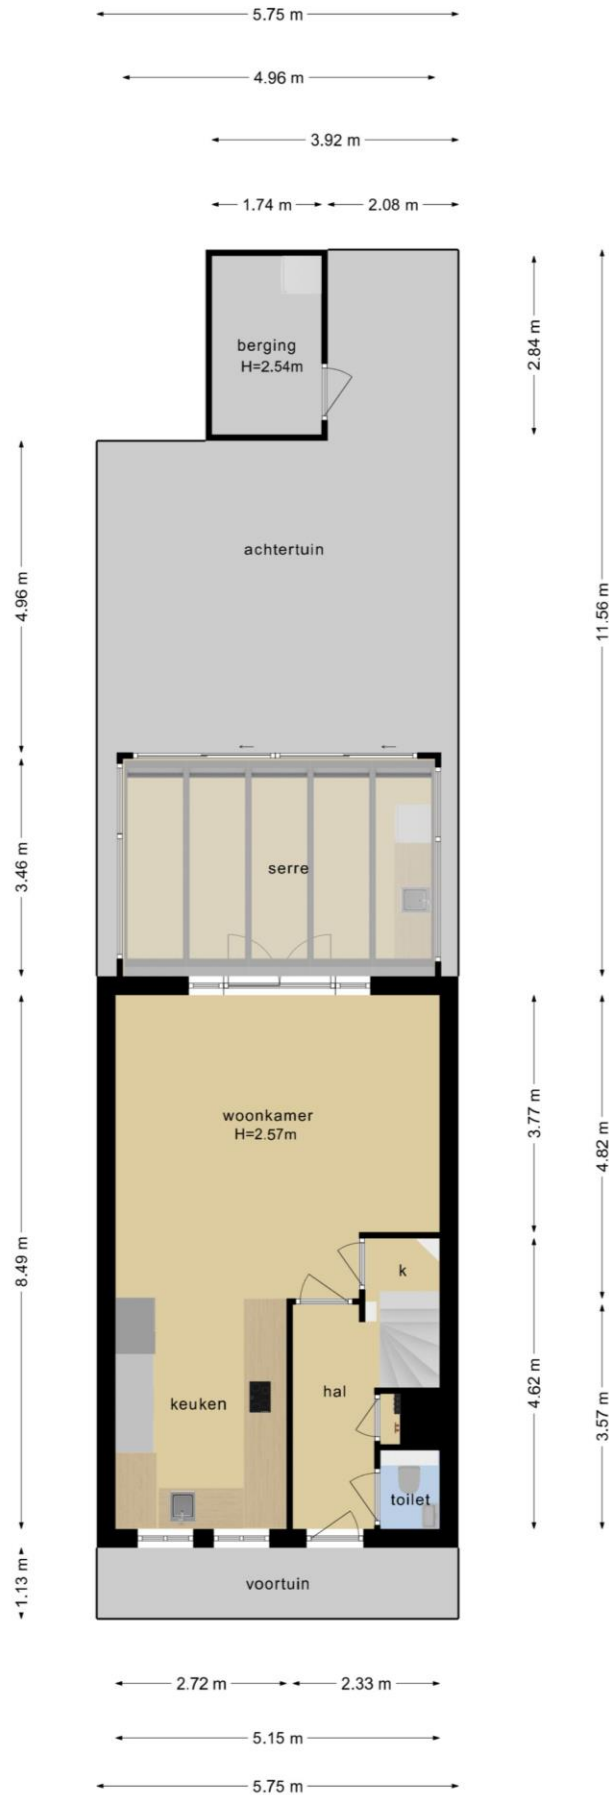 5.75 m
4.96 m
3.92 m
1.74 m
2.08 m
berging
H=2.54m
2.84 m
achtertuin
4.96 m
11.56 m
3.46 m
serre
woonkamer
H=2.57m
3.77 m
4.82 m
8.49 m
k
keuken
hal
4.62 m
3.57 m
toilet
1.13 m
voortuin
2.72 m
2.33 m
5.15 m
5.75 m